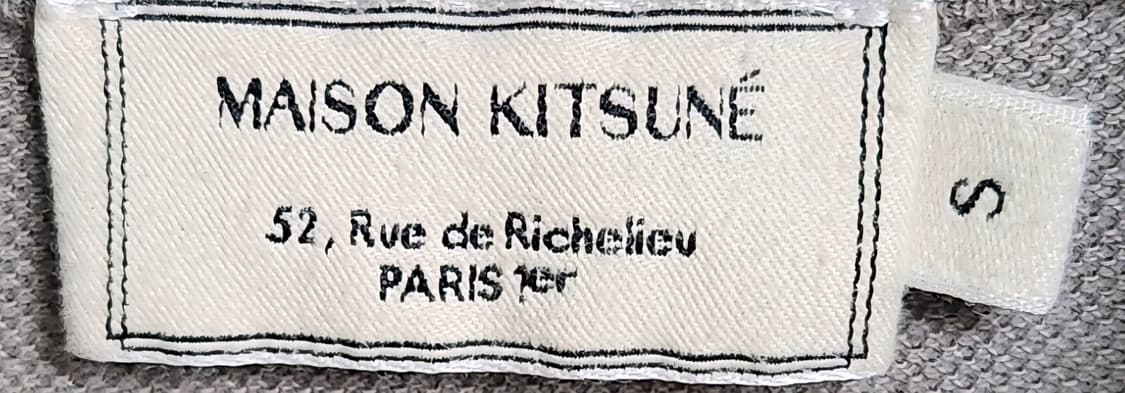 MAISON KITSUNÉ
52, Rue de Richelieu
PARIS 1er
S